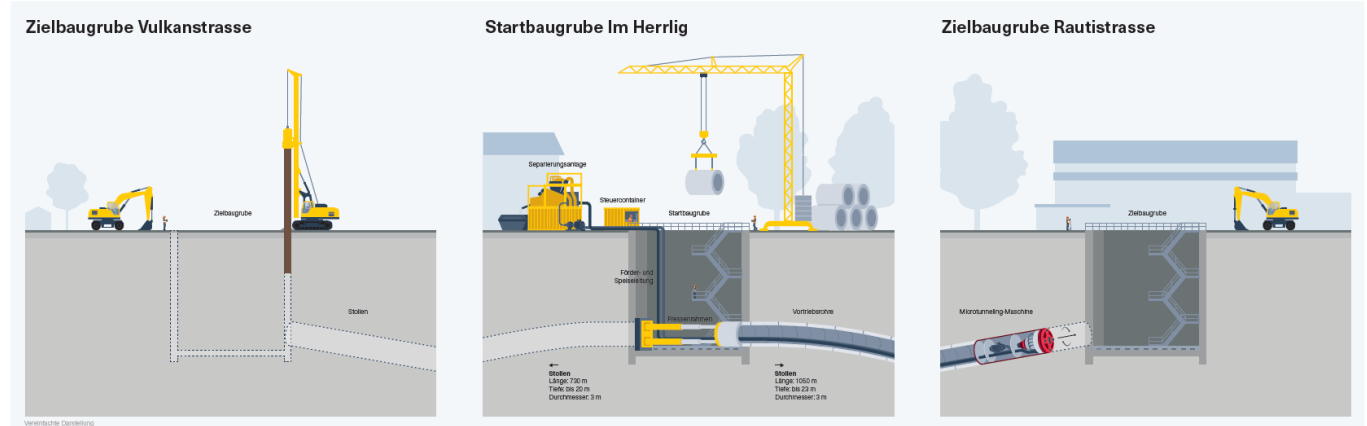 Zielbaugrube Vulkanstrasse
Zielbaugrube
Stollen
Vereinfachte Darstellung
Startbaugrube Im Herrlig
Separierungsanlage
Steuercontainer
Startbaugrube
Förder- und
Speiseleitung
Pressenrahmen
Vortriebsrohre
Stollen
Länge: 730 m
Tiefe: bis 20 m
Durchmesser: 3 m
Stollen
Länge: 1050 m
Tiefe: bis 23 m
Durchmesser: 3 m
Zielbaugrube Rautistrasse
Zielbaugrube
Microtunneling-Maschine